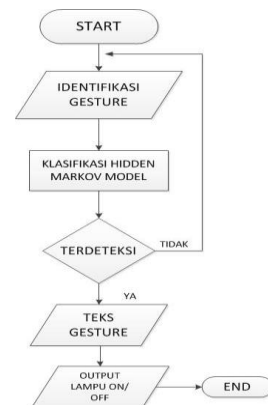 START
IDENTIFIKASI
GESTURE
KLASIFIKASI HIDDEN
MARKOV MODEL
TERDETEKSI
TIDAK
YA
TEKS
GESTURE
OUTPUT
LAMPU ON/
OFF
END